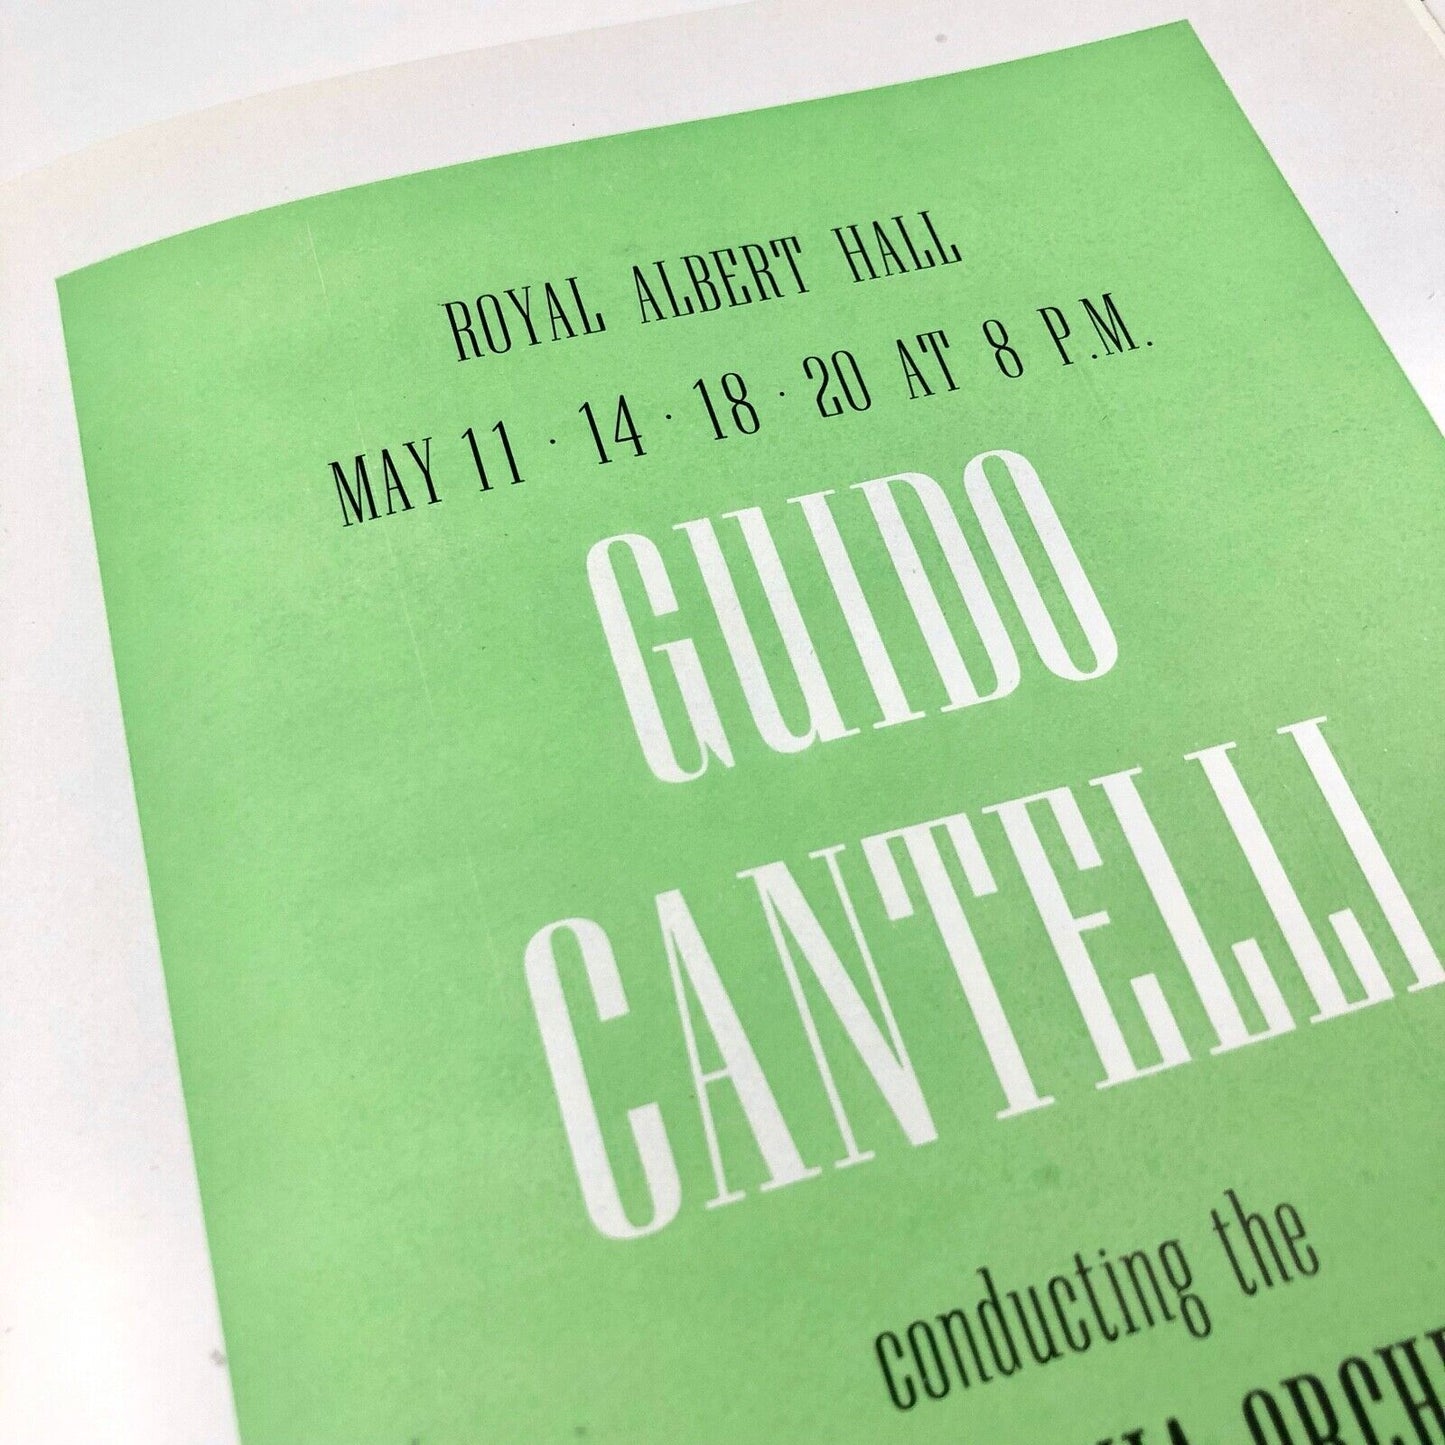 ROYAL ALBERT HALL
MAY 11 · 14 · 18 · 20 AT 8 P.M.
GUIDO
CANTELLI
conducting the